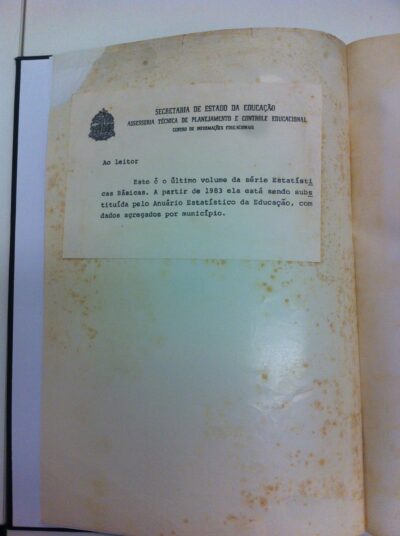 SECRETARIA DE ESTADO DA EDUCAÇÃO
ASSESSORIA TÉCNICA DE PLANEJAMENTO E CONTROLE EDUCACIONAL
CENTRO DE INFORMAÇÕES EDUCACIONAIS
Ao leitor
Este é o último volume da série Estatísti
cas Básicas. A partir de 1983 ela está sendo subs
tituída pelo Anuário Estatístico da Educação, com
dados agregados por município.